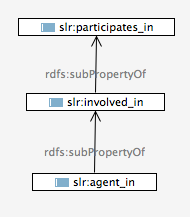 slr:participates_in
rdfs:subPropertyOf
slr:involved_in
rdfs:subPropertyOf
slr:agent_in